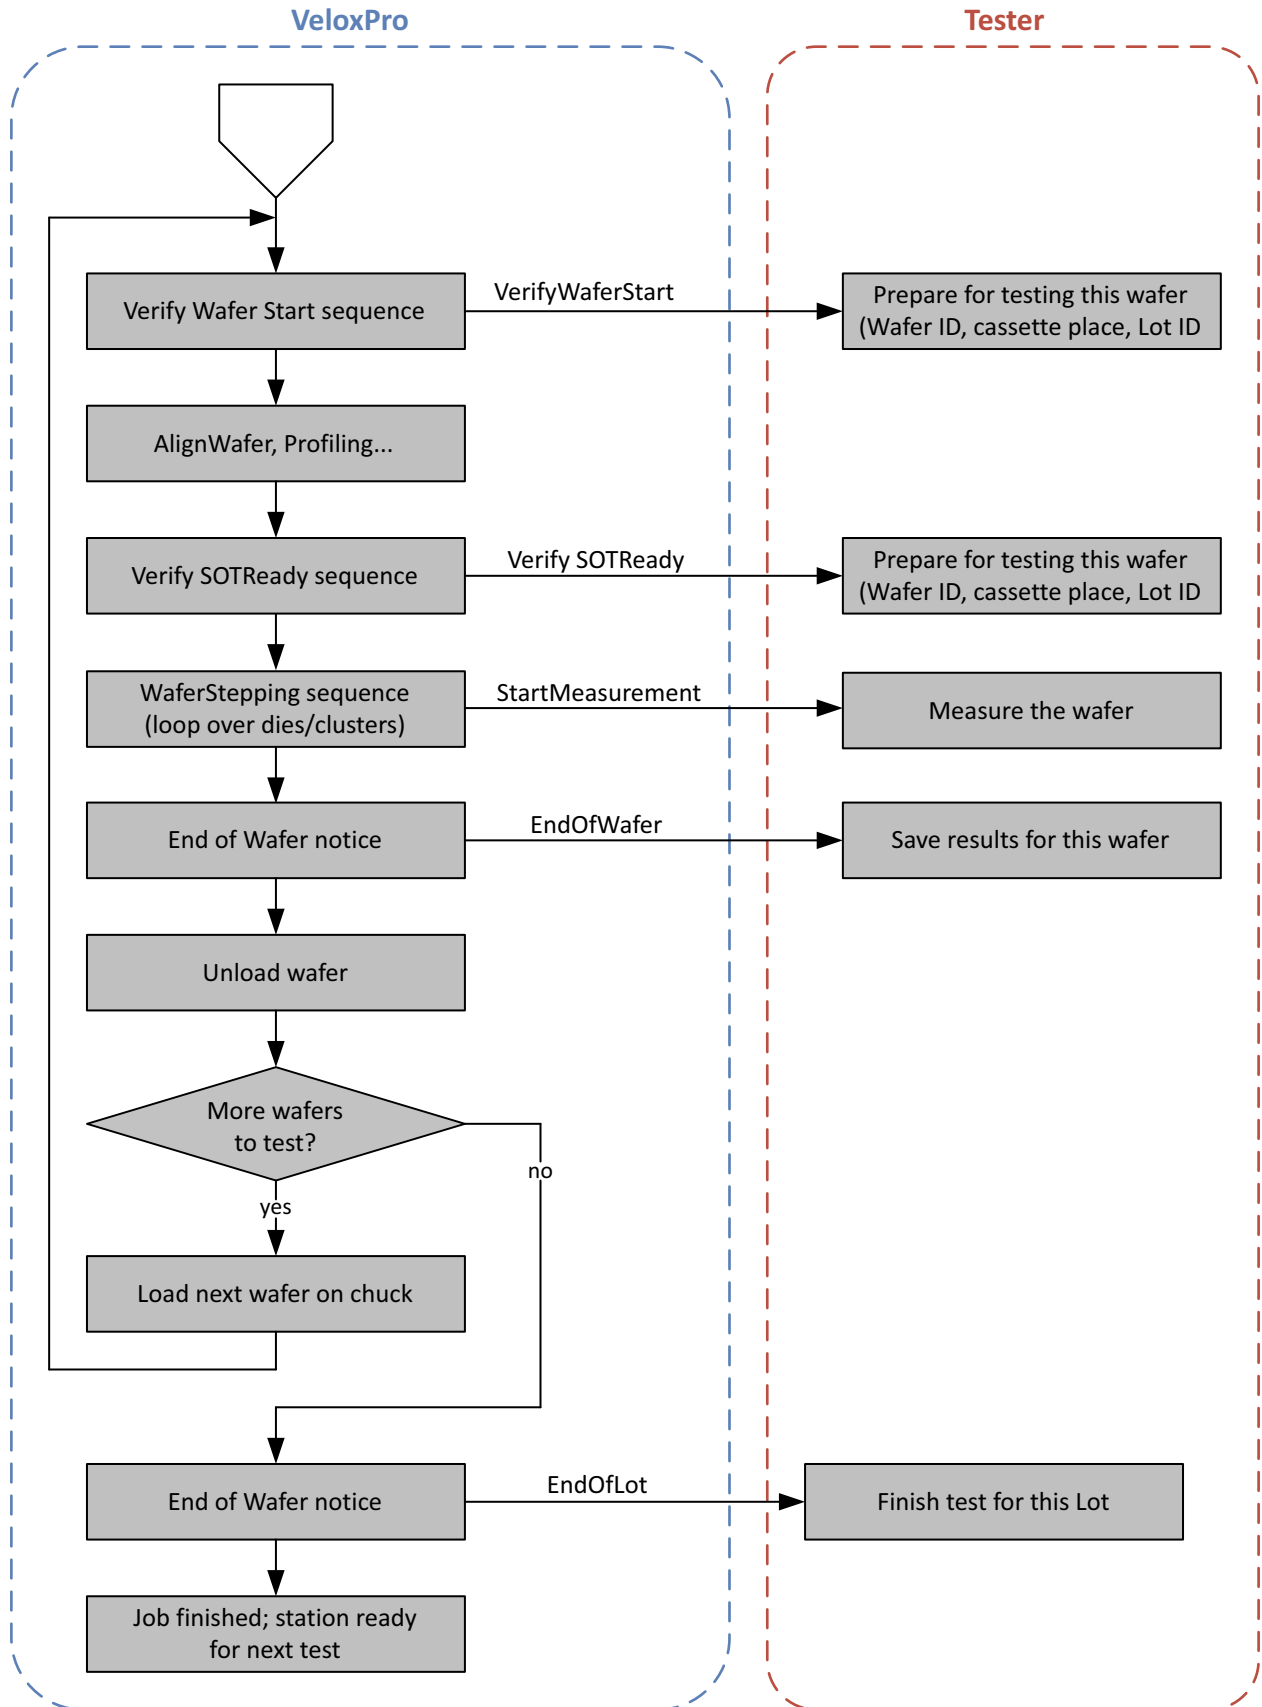 VeloxPro
Tester
Verify Wafer Start sequence
VerifyWaferStart
Prepare for testing this wafer
(Wafer ID, cassette place, Lot ID
AlignWafer, Profiling...
Verify SOTReady sequence
Verify SOTReady
Prepare for testing this wafer
(Wafer ID, cassette place, Lot ID
WaferStepping sequence
(loop over dies/clusters)
StartMeasurement
Measure the wafer
End of Wafer notice
EndOfWafer
Save results for this wafer
Unload wafer
More wafers
to test?
no
yes
Load next wafer on chuck
End of Wafer notice
EndOfLot
Finish test for this Lot
Job finished; station ready
for next test